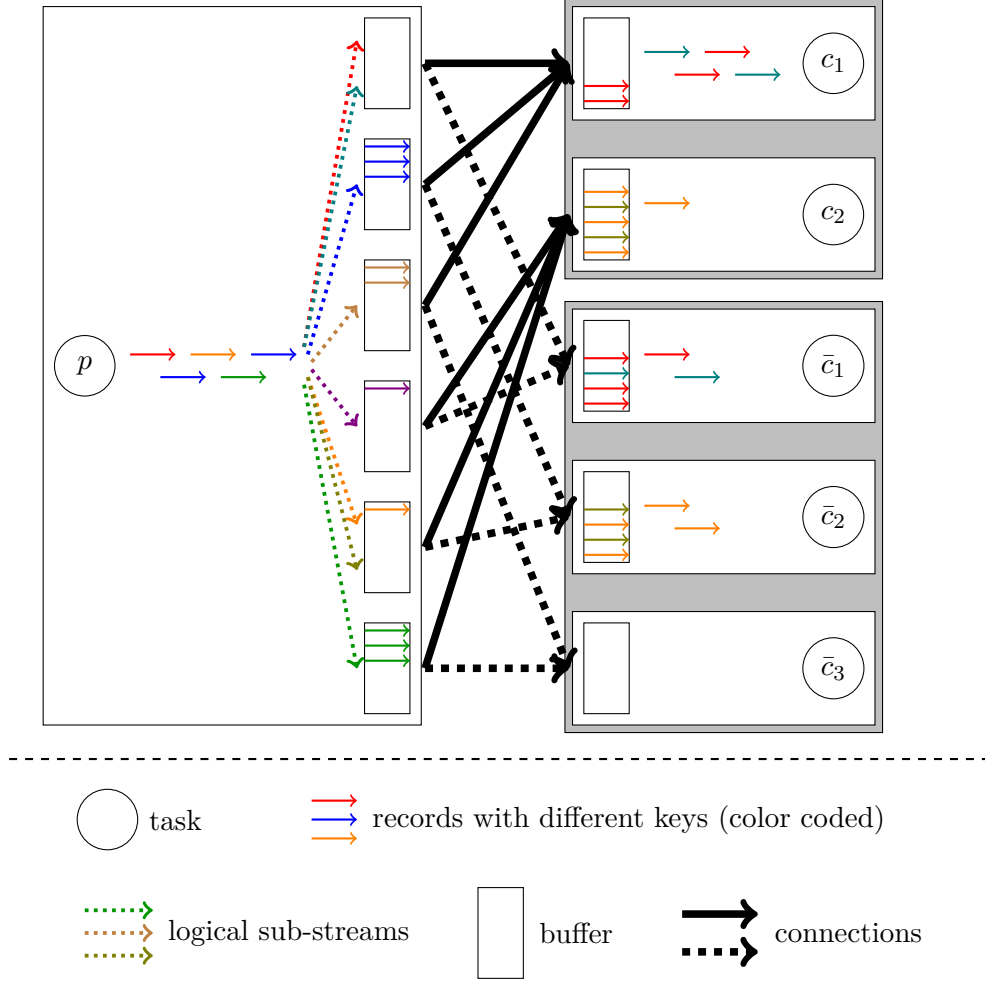 c₁
c₂
p
c̄₁
c̄₂
c̄₃
task
records with different keys (color coded)
logical sub-streams
buffer
connections